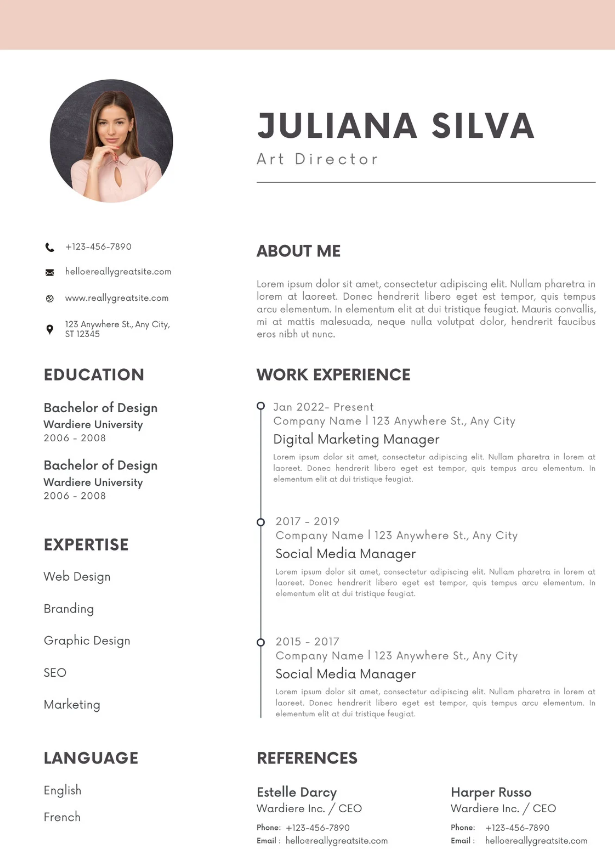 JULIANA SILVA
Art Director
+123-456-7890
hello@reallygreatsite.com
www.reallygreatsite.com
123 Anywhere St., Any City,
ST 12345
EDUCATION
Bachelor of Design
Wardiere University
2006 - 2008
Bachelor of Design
Wardiere University
2006 - 2008
EXPERTISE
Web Design
Branding
Graphic Design
SEO
Marketing
LANGUAGE
English
French
ABOUT ME
Lorem ipsum dolor sit amet, consectetur adipiscing elit. Nullam pharetra in
lorem at laoreet. Donec hendrerit libero eget est tempor, quis tempus
arcu elementum. In elementum elit at dui tristique feugiat. Mauris convallis,
mi at mattis malesuada, neque nulla volutpat dolor, hendrerit faucibus
eros nibh ut nunc.
WORK EXPERIENCE
Jan 2022- Present
Company Name | 123 Anywhere St., Any City
Digital Marketing Manager
Lorem ipsum dolor sit amet, consectetur adipiscing elit. Nullam pharetra in lorem at
laoreet. Donec hendrerit libero eget est tempor, quis tempus arcu elementum. In
elementum elit at dui tristique feugiat.
2017 - 2019
Company Name | 123 Anywhere St., Any City
Social Media Manager
Lorem ipsum dolor sit amet, consectetur adipiscing elit. Nullam pharetra in lorem at
laoreet. Donec hendrerit libero eget est tempor, quis tempus arcu elementum. In
elementum elit at dui tristique feugiat.
2015 - 2017
Company Name | 123 Anywhere St., Any City
Social Media Manager
Lorem ipsum dolor sit amet, consectetur adipiscing elit. Nullam pharetra in lorem at
laoreet. Donec hendrerit libero eget est tempor, quis tempus arcu elementum. In
elementum elit at dui tristique feugiat.
REFERENCES
Estelle Darcy
Wardiere Inc. / CEO
Phone: +123-456-7890
Email : hello@reallygreatsite.com
Harper Russo
Wardiere Inc. / CEO
Phone: +123-456-7890
Email : hello@reallygreatsite.com